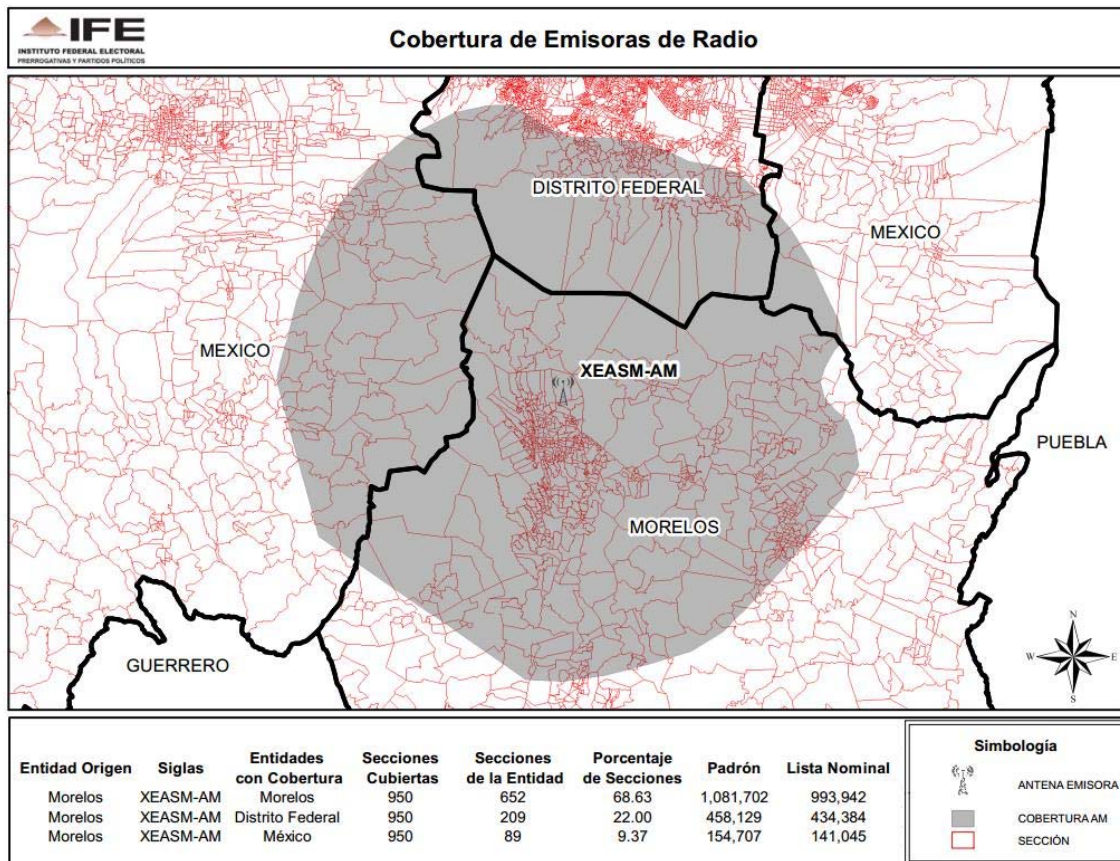 IFE
INSTITUTO FEDERAL ELECTORAL
PRERROGATIVAS Y PARTIDOS POLÍTICOS
Cobertura de Emisoras de Radio
DISTRITO FEDERAL
MEXICO
MEXICO
XEASM-AM
PUEBLA
MORELOS
GUERRERO
N
W E
S
Entidad Origen Siglas Entidades con Cobertura Secciones Cubiertas Secciones de la Entidad Porcentaje de Secciones Padrón Lista Nominal
Morelos XEASM-AM Morelos 950 652 68.63 1,081,702 993,942
Morelos XEASM-AM Distrito Federal 950 209 22.00 458,129 434,384
Morelos XEASM-AM México 950 89 9.37 154,707 141,045
Simbología
ANTENA EMISORA
COBERTURA AM
SECCIÓN